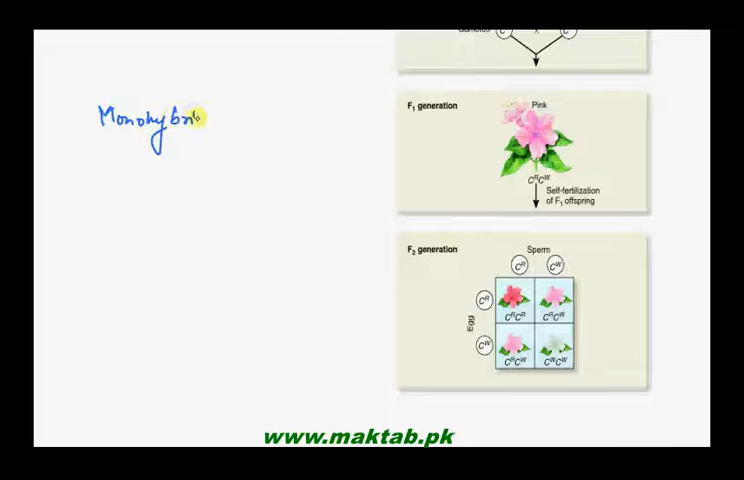 C X C
Monohybri
F1 generation
Pink
CRCW
Self-fertilization
of F1 offspring
F2 generation
Sperm
CR CW
Egg
CR
CRCR CRCW
CW
CRCW CWCW
www.maktab.pk